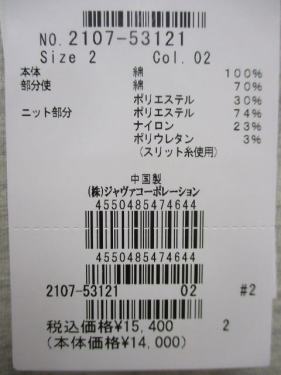 NO. 2107-53121
Size 2 Col. 02
本体 綿 100%
部分使 綿 70%
ポリエステル 30%
ニット部分 ポリエステル 74%
ナイロン 23%
ポリウレタン 3%
(スリット糸使用)
中国製
(株)ジャヴァコーポレーション
4550485474644
4550485474644
2107-53121 02 #2
税込価格¥15,400 2
(本体価格¥14,000)